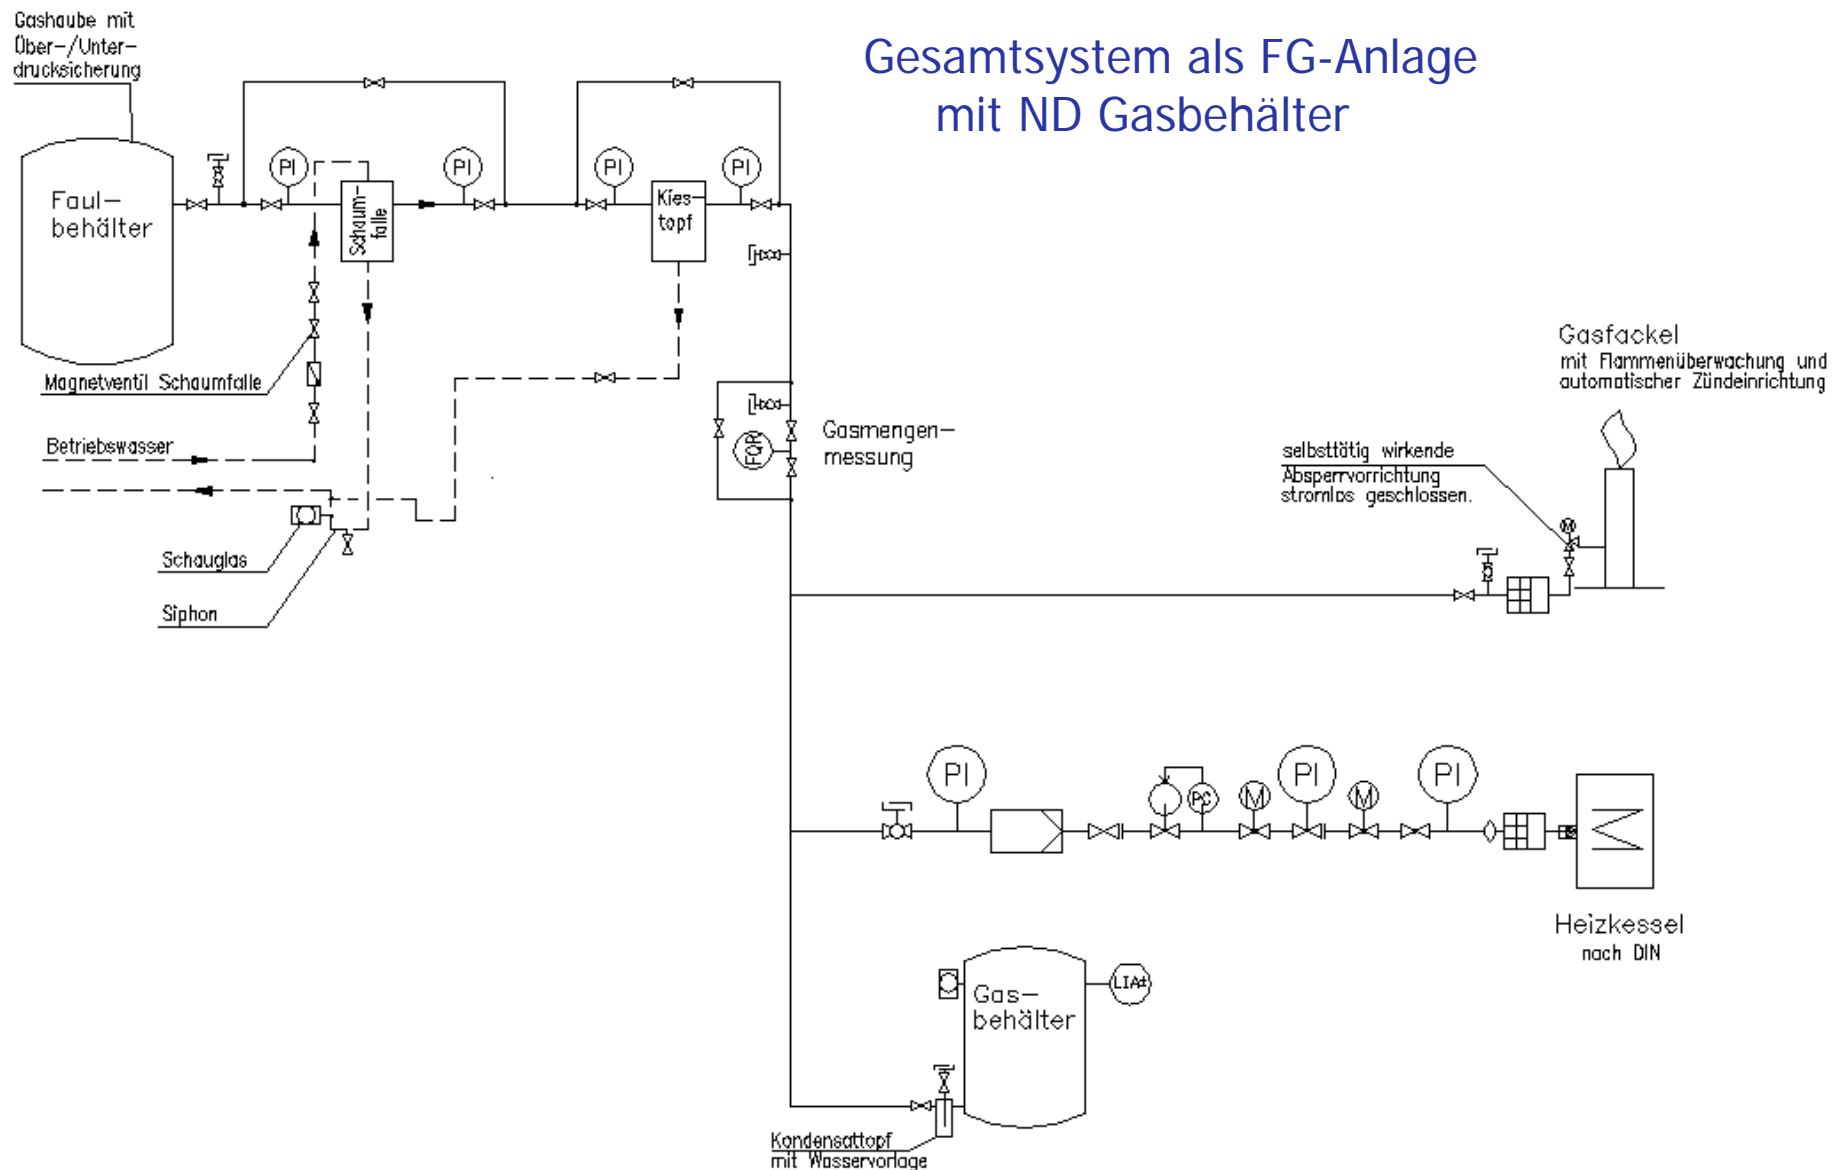 Gashaube mit
Über-/Unter-
drucksicherung
Gesamtsystem als FG-Anlage
mit ND Gasbehälter
PI
PI
PI
PI
Faul-
behälter
Schaum-
falle
Kies-
topf
Magnetventil Schaumfalle
Betriebswasser
Schauglas
Siphon
FQR
Gasmengen-
messung
Gasfackel
mit Flammenüberwachung und
automatischer Zündeinrichtung
selbsttätig wirkende
Absperrvorrichtung
stromlos geschlossen.
M
PI
PC
M
PI
M
PI
Heizkessel
nach DIN
Gas-
behälter
LIA±
Kondensattopf
mit Wasservorlage